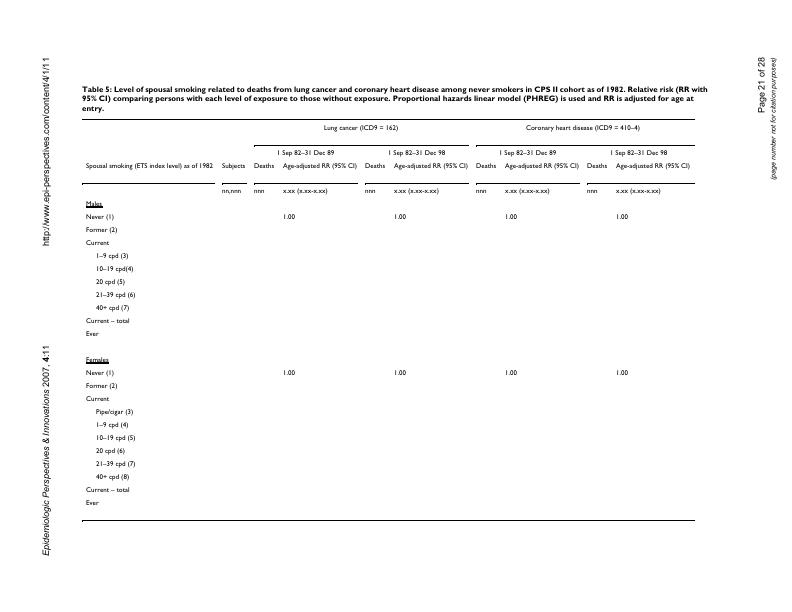 http://www.epi-perspectives.com/content/4/1/11
Epidemiologic Perspectives & Innovations 2007, 4:11
Page 21 of 28
(page number not for citation purposes)
Table 5: Level of spousal smoking related to deaths from lung cancer and coronary heart disease among never smokers in CPS II cohort as of 1982. Relative risk (RR with
95% CI) comparing persons with each level of exposure to those without exposure. Proportional hazards linear model (PHREG) is used and RR is adjusted for age at
entry.
Lung cancer (ICD9 = 162) Coronary heart disease (ICD9 = 410–4)
1 Sep 82–31 Dec 89 1 Sep 82–31 Dec 98 1 Sep 82–31 Dec 89 1 Sep 82–31 Dec 98
Spousal smoking (ETS index level) as of 1982 Subjects Deaths Age-adjusted RR (95% CI) Deaths Age-adjusted RR (95% CI) Deaths Age-adjusted RR (95% CI) Deaths Age-adjusted RR (95% CI)
nn,nnn nnn x.xx (x.xx-x.xx) nnn x.xx (x.xx-x.xx) nnn x.xx (x.xx-x.xx) nnn x.xx (x.xx-x.xx)
Males
Never (1) 1.00 1.00 1.00 1.00
Former (2)
Current
1–9 cpd (3)
10–19 cpd(4)
20 cpd (5)
21–39 cpd (6)
40+ cpd (7)
Current – total
Ever
Females
Never (1) 1.00 1.00 1.00 1.00
Former (2)
Current
Pipe/cigar (3)
1–9 cpd (4)
10–19 cpd (5)
20 cpd (6)
21–39 cpd (7)
40+ cpd (8)
Current – total
Ever